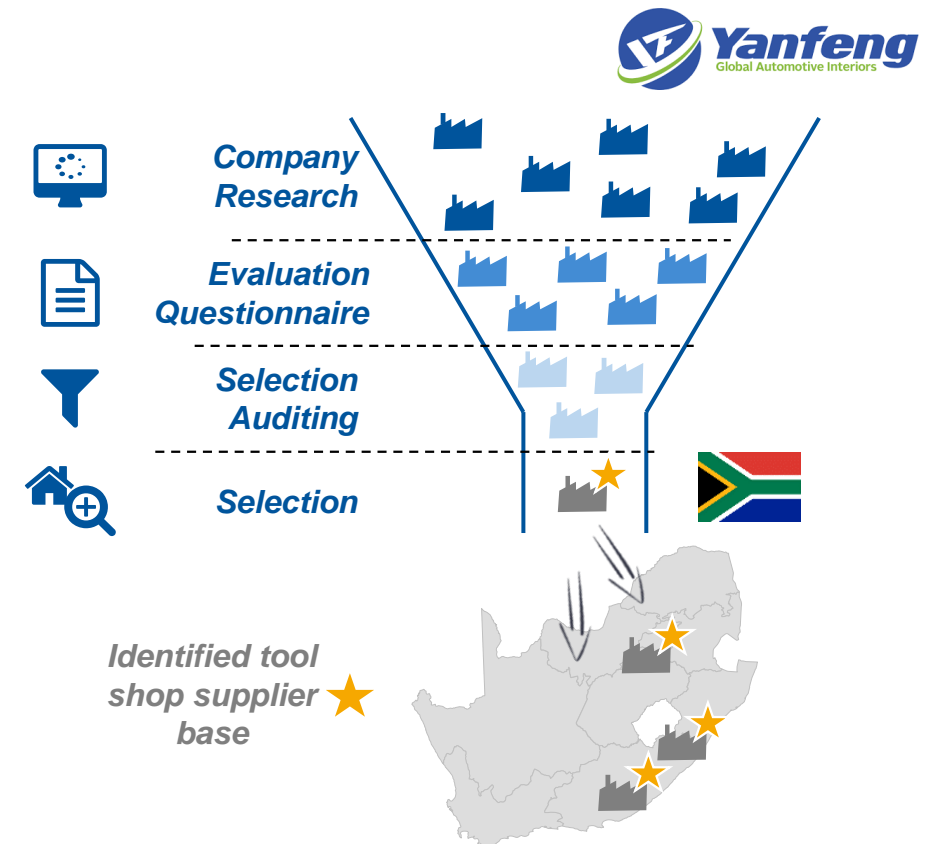 Yanfeng
Global Automotive Interiors
Company
Research
Evaluation
Questionnaire
Selection
Auditing
Selection
Identified tool
shop supplier
base